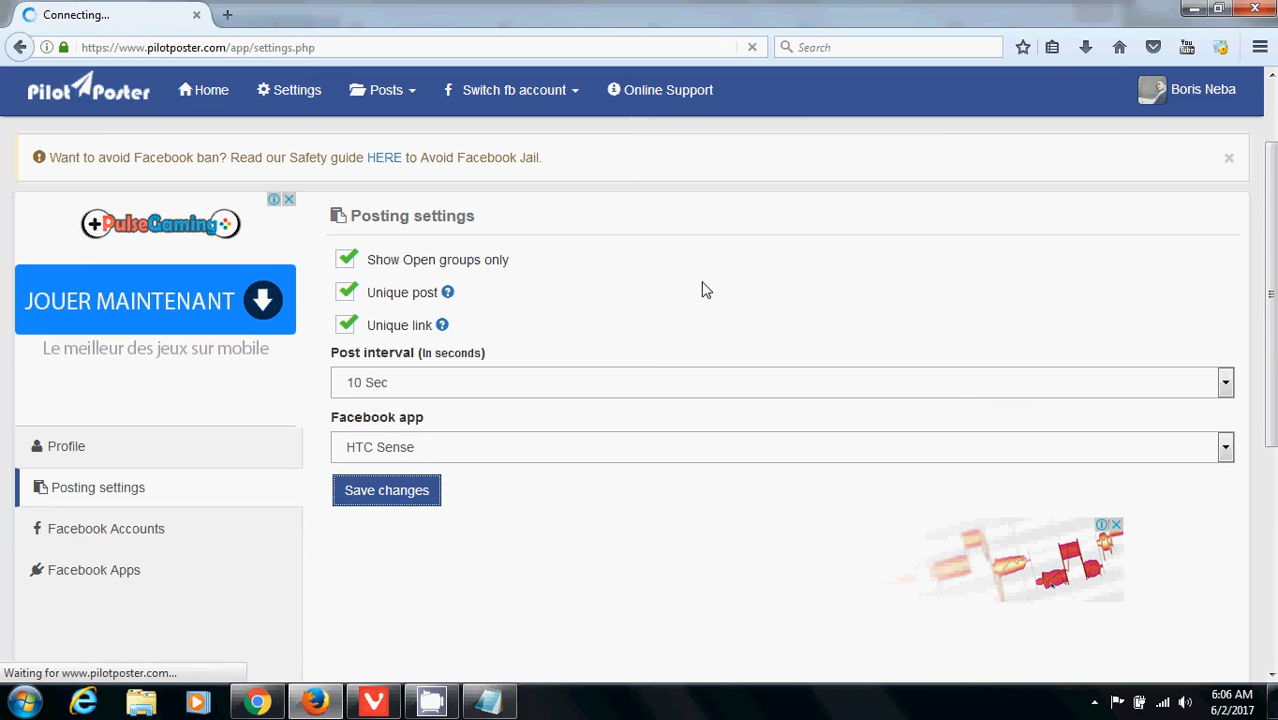 Connecting...
https://www.pilotposter.com/app/settings.php
Search
You
Pilot Poster
Home
Settings
Posts
Switch fb account
Online Support
Boris Neba
Want to avoid Facebook ban? Read our Safety guide HERE to Avoid Facebook Jail.
PulseGaming
JOUER MAINTENANT
Le meilleur des jeux sur mobile
Profile
Posting settings
Facebook Accounts
Facebook Apps
Posting settings
Show Open groups only
Unique post
Unique link
Post interval (In seconds)
10 Sec
Facebook app
HTC Sense
Save changes
Waiting for www.pilotposter.com...
6:06 AM
6/2/2017